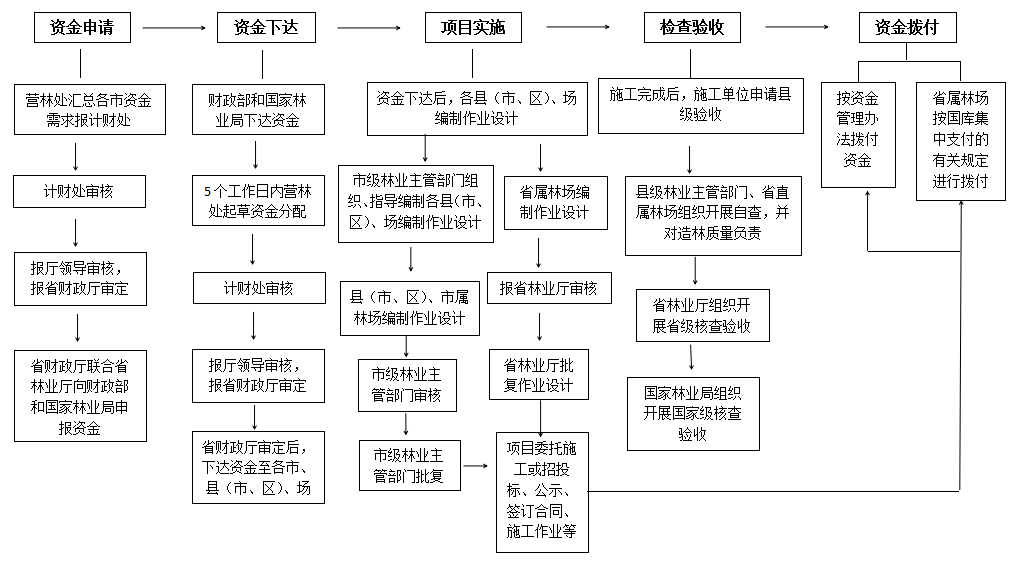 资金申请
资金下达
项目实施
检查验收
资金拨付
营林处汇总各市资金
需求报计财处
计财处审核
报厅领导审核，
报省财政厅审定
省财政厅联合省
林业厅向财政部
和国家林业局申
报资金
财政部和国家林
业局下达资金
5个工作日内营林
处起草资金分配
计财处审核
报厅领导审核，
报省财政厅审定
省财政厅审定后，
下达资金至各市、
县（市、区）、场
资金下达后，各县（市、区）、场
编制作业设计
市级林业主管部门组
织、指导编制各县（市、
区）、场编制作业设计
县（市、区）、市属
林场编制作业设计
市级林业主
管部门审核
市级林业主
管部门批复
省属林场编
制作业设计
报省林业厅审核
省林业厅批
复作业设计
项目委托施
工或招投
标、公示、
签订合同、
施工作业等
施工完成后，施工单位申请县
级验收
县级林业主管部门、省直
属林场组织开展自查，并
对造林质量负责
省林业厅组织开
展省级核查验收
国家林业局组织
开展国家级核查
验收
按资金
管理办
法拨付
资金
省属林场
按国库集
中支付的
有关规定
进行拨付